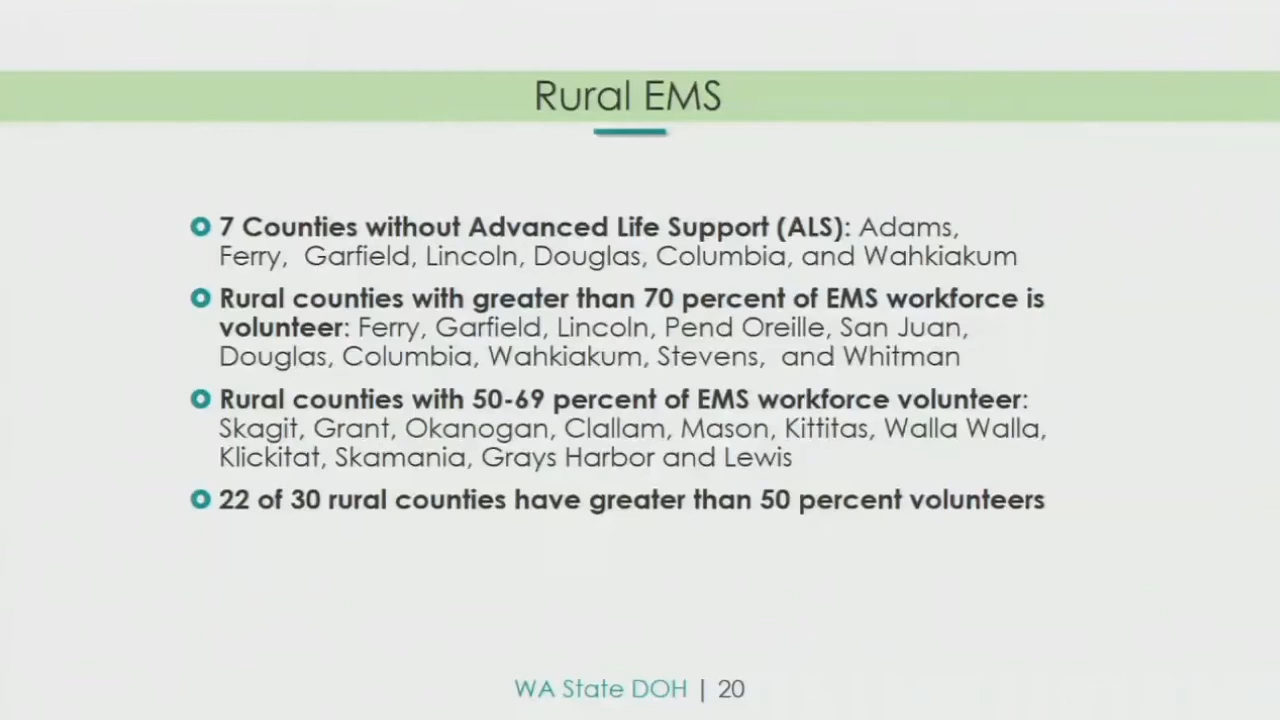 Rural EMS
7 Counties without Advanced Life Support (ALS): Adams,
Ferry,  Garfield, Lincoln, Douglas, Columbia, and Wahkiakum
Rural counties with greater than 70 percent of EMS workforce is
volunteer: Ferry, Garfield, Lincoln, Pend Oreille, San Juan,
Douglas, Columbia, Wahkiakum, Stevens,  and Whitman
Rural counties with 50-69 percent of EMS workforce volunteer:
Skagit, Grant, Okanogan, Clallam, Mason, Kittitas, Walla Walla,
Klickitat, Skamania, Grays Harbor and Lewis
22 of 30 rural counties have greater than 50 percent volunteers
WA State DOH | 20